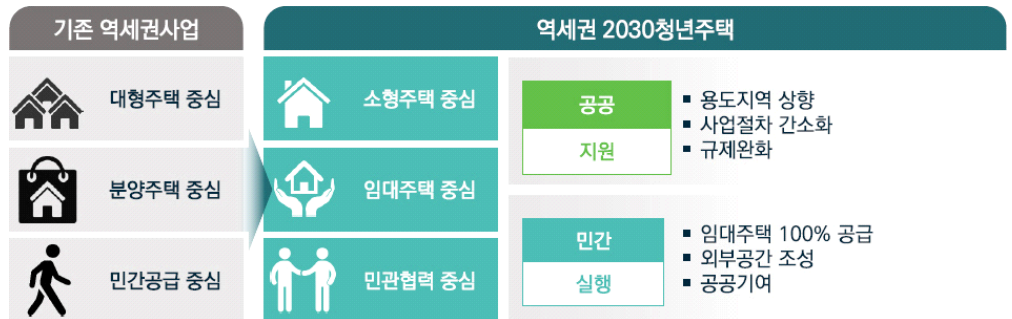 기존 역세권사업
대형주택 중심
분양주택 중심
민간공급 중심
역세권 2030청년주택
소형주택 중심
임대주택 중심
민관협력 중심
공공
지원
▪ 용도지역 상향
▪ 사업절차 간소화
▪ 규제완화
민간
실행
▪ 임대주택 100% 공급
▪ 외부공간 조성
▪ 공공기여